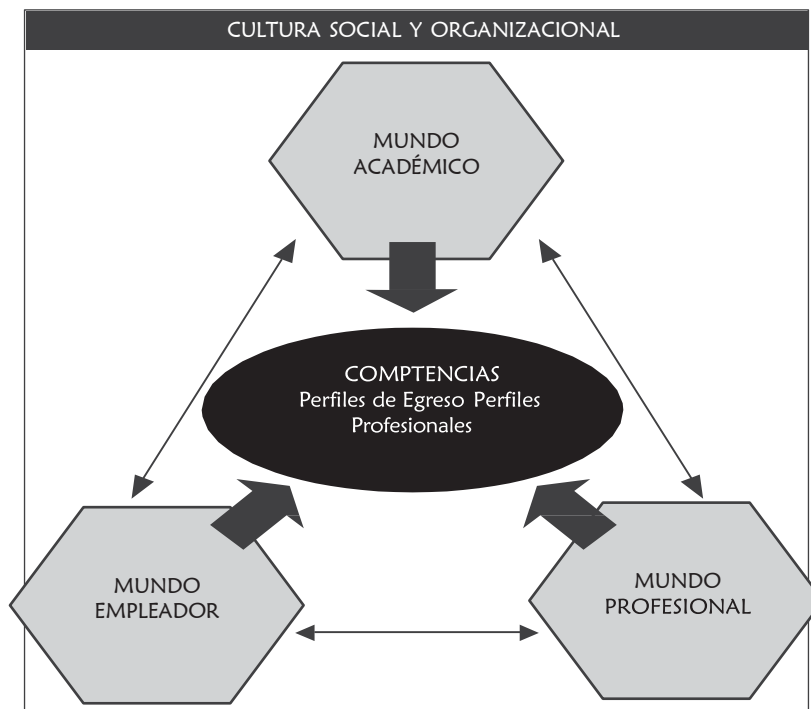 CULTURA SOCIAL Y ORGANIZACIONAL
MUNDO
ACADÉMICO
COMPTENCIAS
Perfiles de Egreso Perfiles
Profesionales
MUNDO
EMPLEADOR
MUNDO
PROFESIONAL